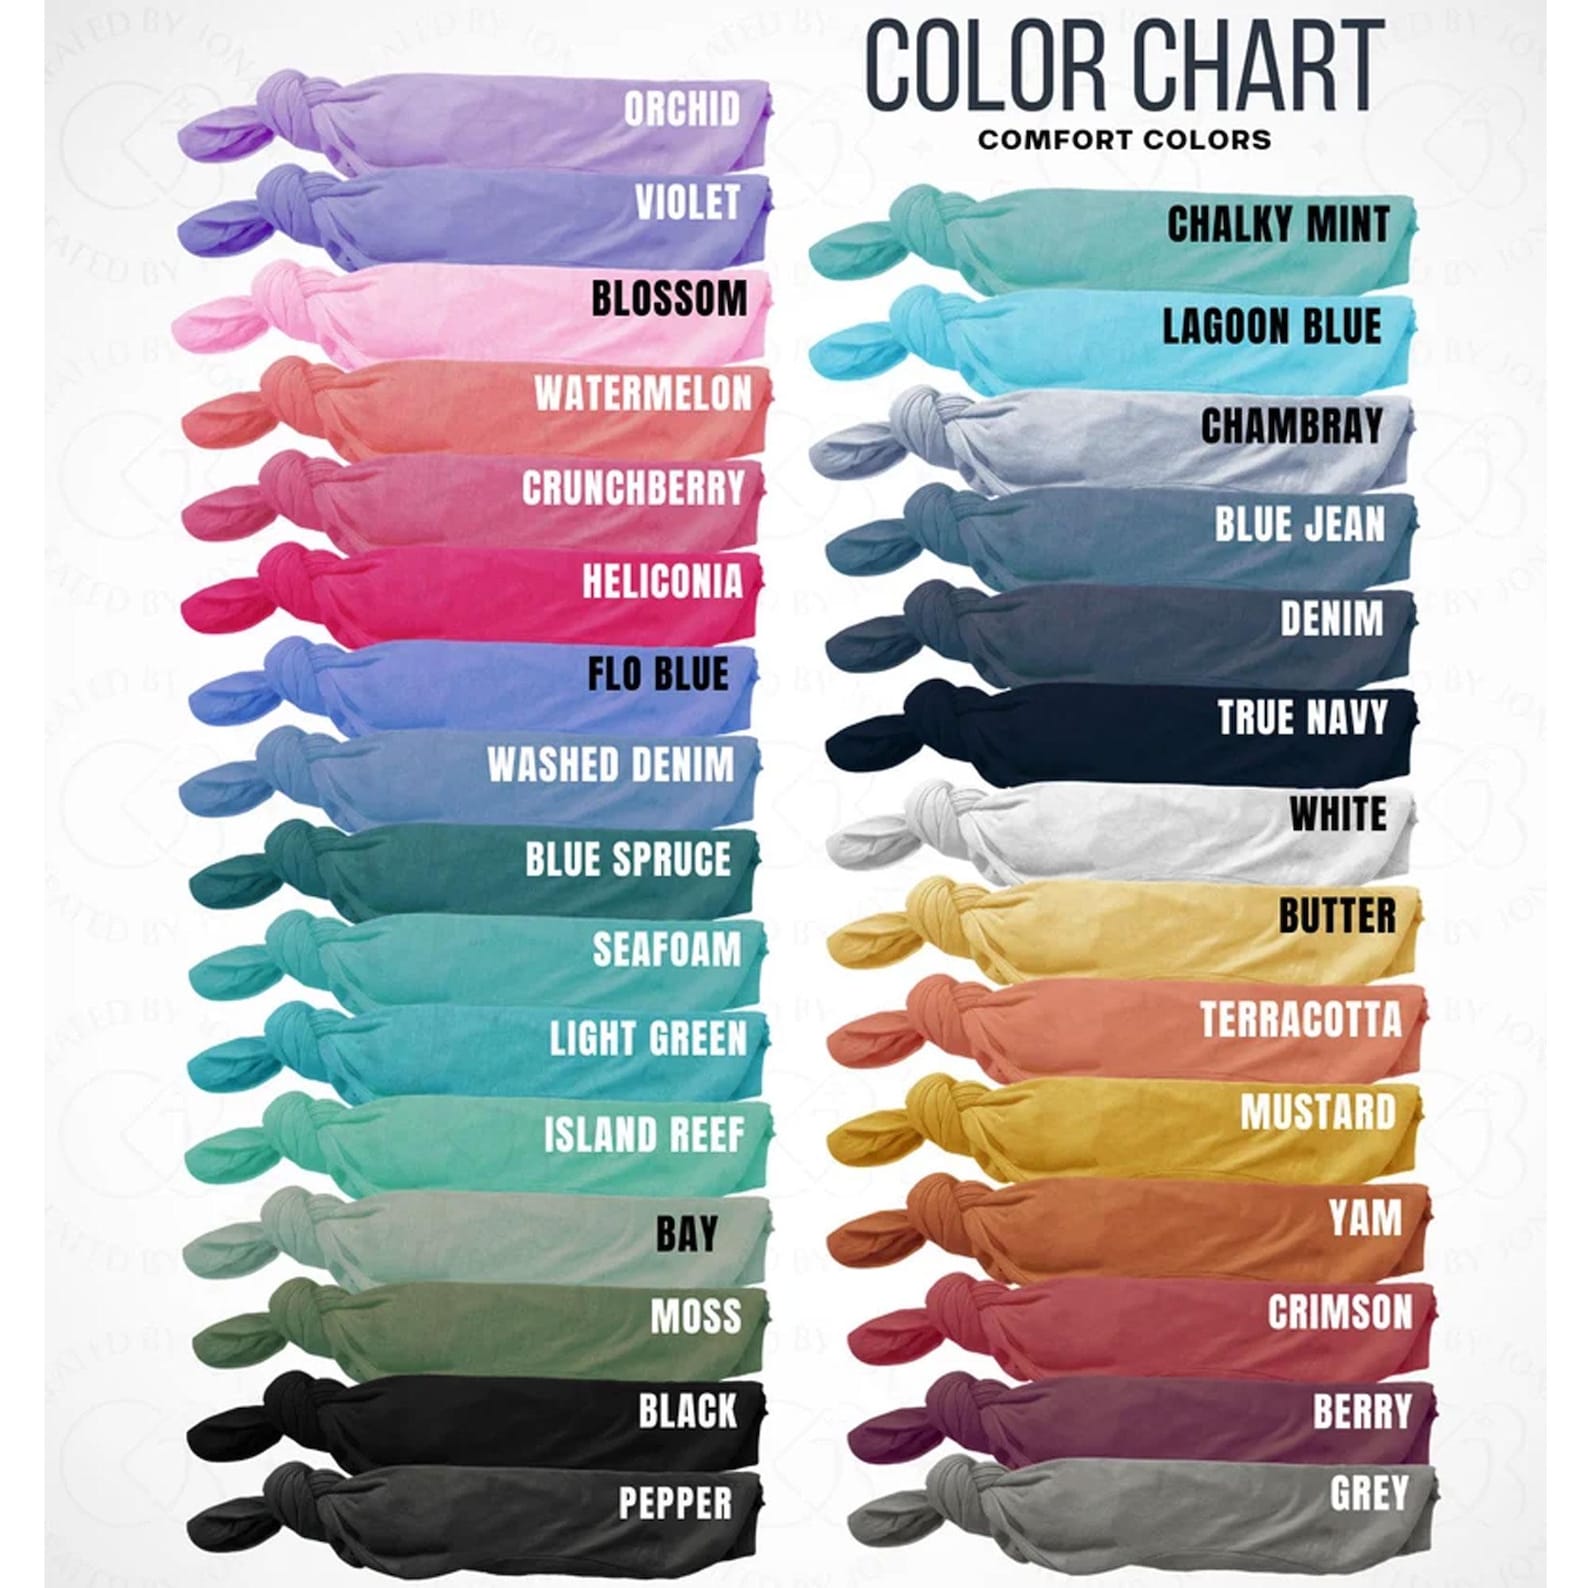 COLOR CHART
COMFORT COLORS
ORCHID
VIOLET
BLOSSOM
WATERMELON
CRUNCHBERRY
HELICONIA
FLO BLUE
WASHED DENIM
BLUE SPRUCE
SEAFOAM
LIGHT GREEN
ISLAND REEF
BAY
MOSS
BLACK
PEPPER
CHALKY MINT
LAGOON BLUE
CHAMBRAY
BLUE JEAN
DENIM
TRUE NAVY
WHITE
BUTTER
TERRACOTTA
MUSTARD
YAM
CRIMSON
BERRY
GREY